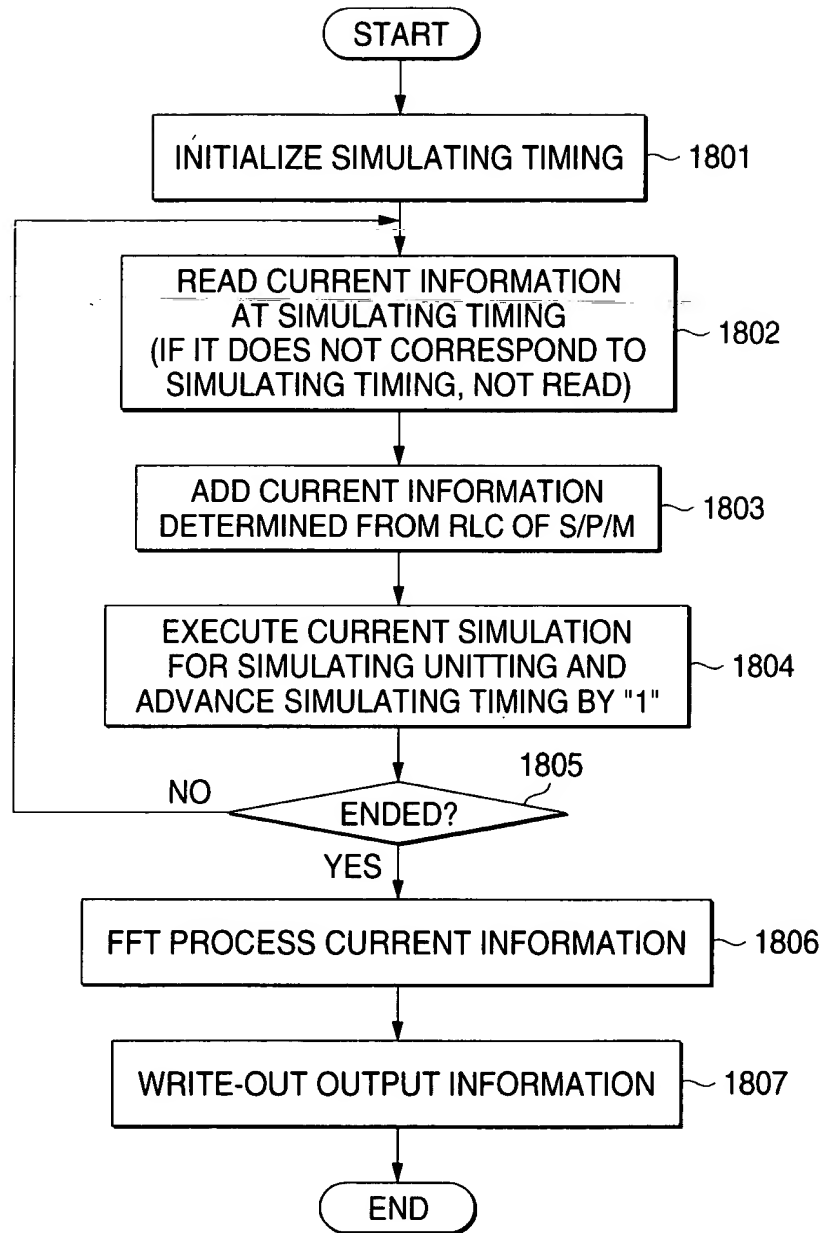 START
INITIALIZE SIMULATING TIMING
1801
READ CURRENT INFORMATION
AT SIMULATING TIMING
(IF IT DOES NOT CORRESPOND TO
SIMULATING TIMING, NOT READ)
1802
ADD CURRENT INFORMATION
DETERMINED FROM RLC OF S/P/M
1803
EXECUTE CURRENT SIMULATION
FOR SIMULATING UNITTING AND
ADVANCE SIMULATING TIMING BY "1"
1804
1805
NO
ENDED?
YES
FFT PROCESS CURRENT INFORMATION
1806
WRITE-OUT OUTPUT INFORMATION
1807
END